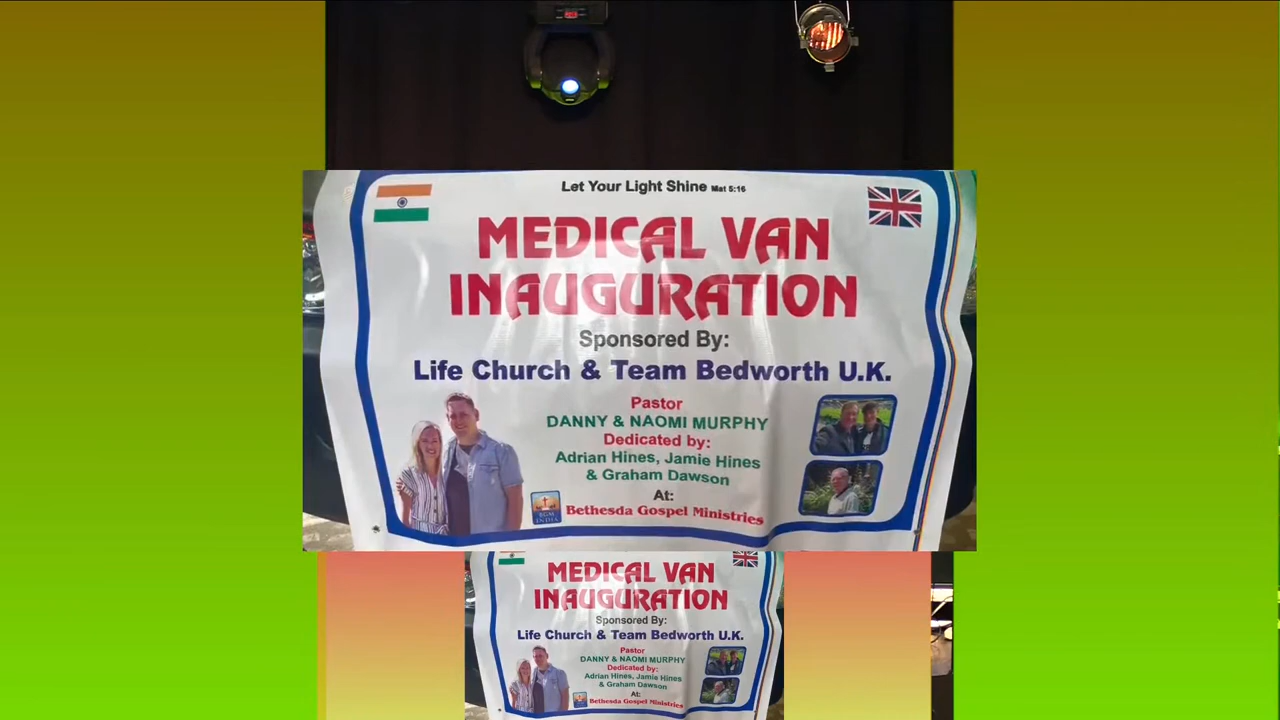 Let Your Light Shine Mat 5:16
MEDICAL VAN
INAUGURATION
Sponsored By:
Life Church & Team Bedworth U.K.
Pastor
DANNY & NAOMI MURPHY
Dedicated by:
Adrian Hines, Jamie Hines
& Graham Dawson
At:
BGM
INDIA
Bethesda Gospel Ministries
MEDICAL VAN
INAUGURATION
Sponsored By:
Life Church & Team Bedworth U.K.
Pastor
DANNY & NAOMI MURPHY
Dedicated by:
Adrian Hines, Jamie Hines
& Graham Dawson
At:
Bethesda Gospel Ministries